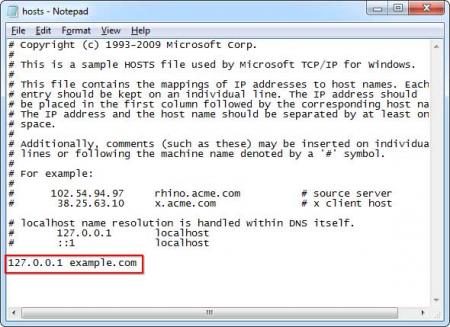 hosts - Notepad
File Edit Format View Help
# Copyright (c) 1993-2009 Microsoft Corp.
#
# This is a sample HOSTS file used by Microsoft TCP/IP for Windows.
#
# This file contains the mappings of IP addresses to host names. Each
# entry should be kept on an individual line. The IP address should
# be placed in the first column followed by the corresponding host na
# The IP address and the host name should be separated by at least on
# space.
#
# Additionally, comments (such as these) may be inserted on individua
# lines or following the machine name denoted by a '#' symbol.
#
# For example:
#
# 102.54.94.97 rhino.acme.com # source server
# 38.25.63.10 x.acme.com # x client host

# localhost name resolution is handled within DNS itself.
# 127.0.0.1 localhost
# ::1 localhost

127.0.0.1 example.com